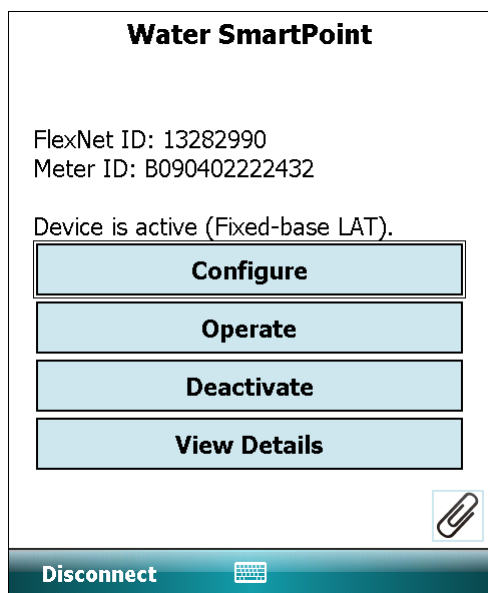 Water SmartPoint
FlexNet ID: 13282990
Meter ID: B090402222432
Device is active (Fixed-base LAT).
Configure
Operate
Deactivate
View Details
Disconnect